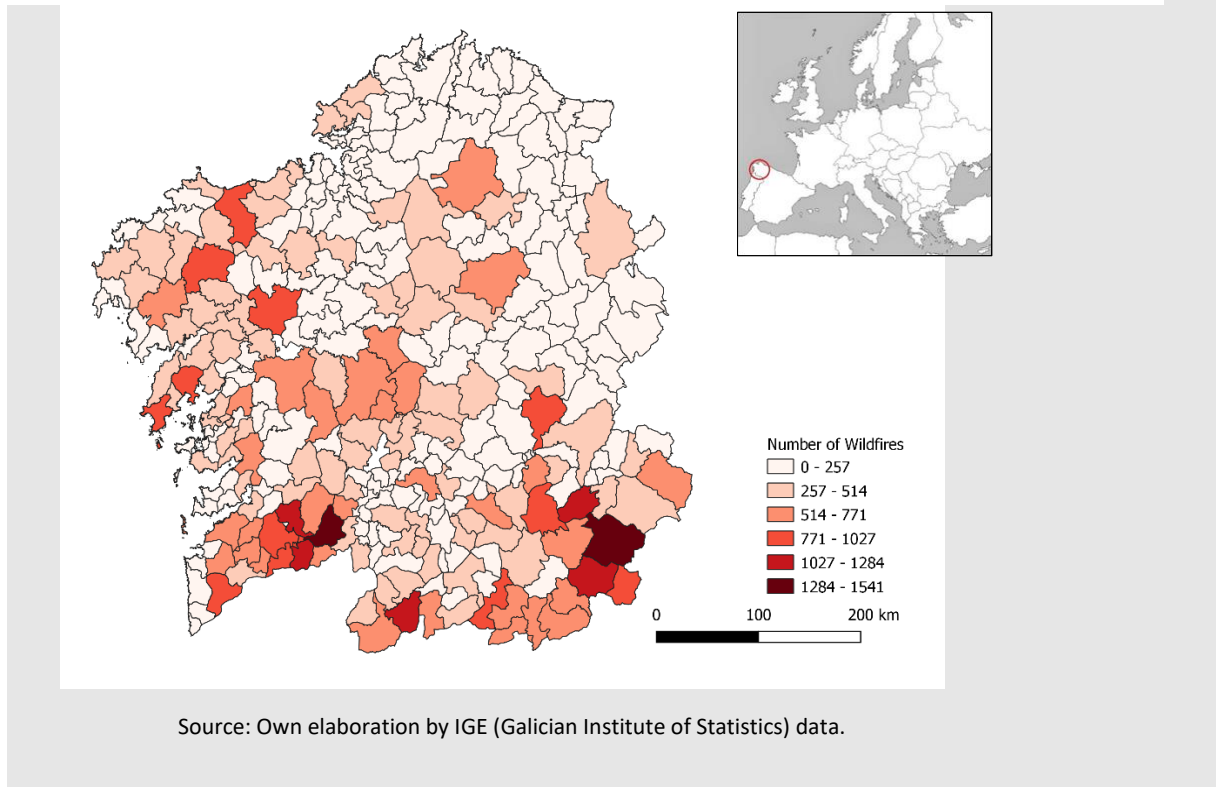 Number of Wildfires
0 - 257
257 - 514
514 - 771
771 - 1027
1027 - 1284
1284 - 1541
0 100 200 km
Source: Own elaboration by IGE (Galician Institute of Statistics) data.